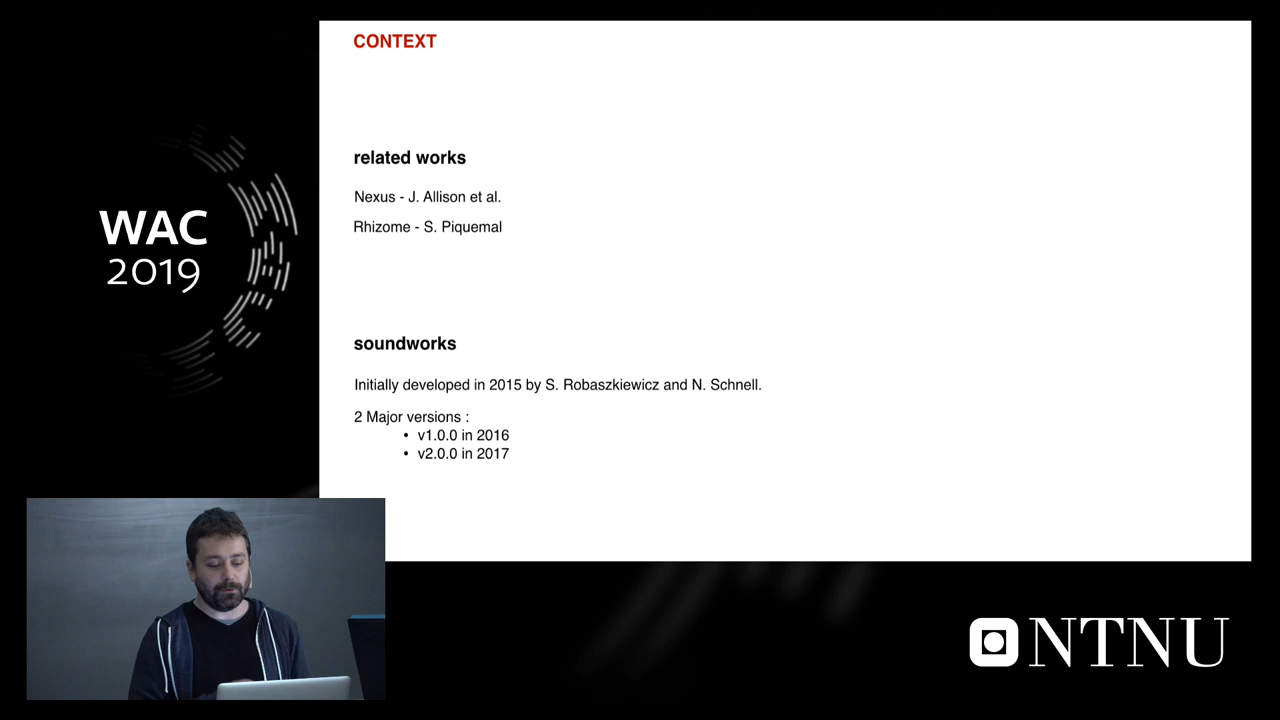 CONTEXT
related works
Nexus - J. Allison et al.
Rhizome - S. Piquemal
WAC
2019
soundworks
Initially developed in 2015 by S. Robaszkiewicz and N. Schnell.
2 Major versions :
• v1.0.0 in 2016
• v2.0.0 in 2017
NTNU